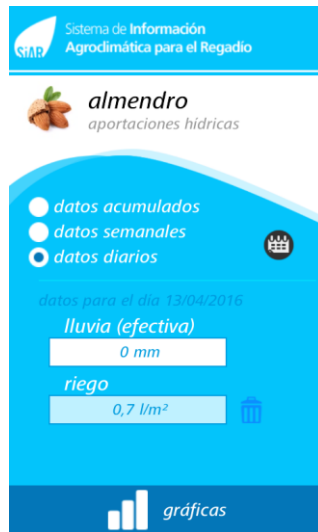 SiAR
Sistema de Información
Agroclimática para el Regadío
almendro
aportaciones hídricas
datos acumulados
datos semanales
datos diarios
datos para el día 13/04/2016
lluvia (efectiva)
0 mm
riego
0,7 l/m²
gráficas